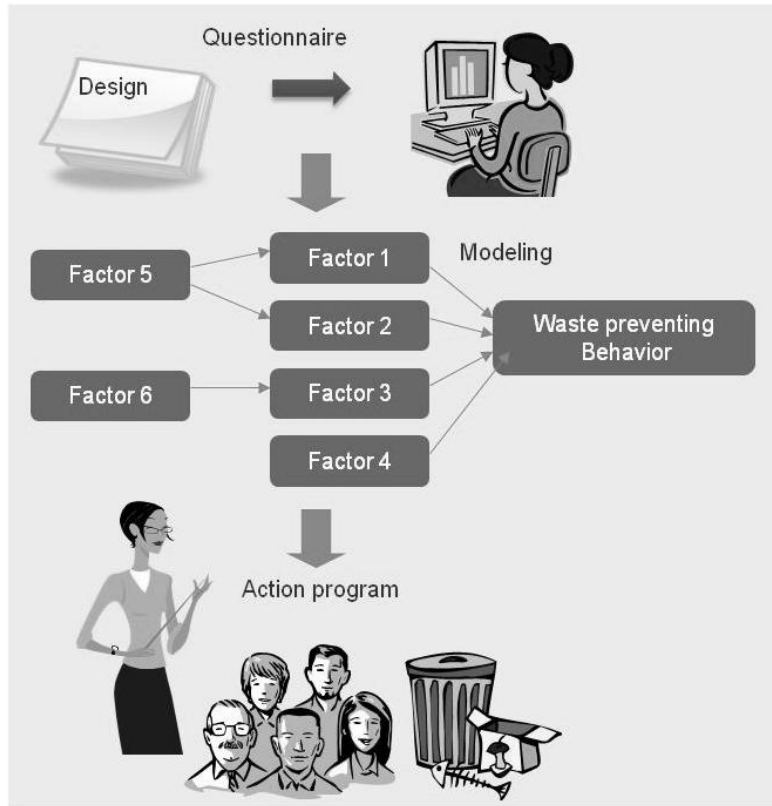 Questionnaire
Design
Factor 1
Modeling
Factor 5
Factor 2
Waste preventing
Behavior
Factor 6
Factor 3
Factor 4
Action program